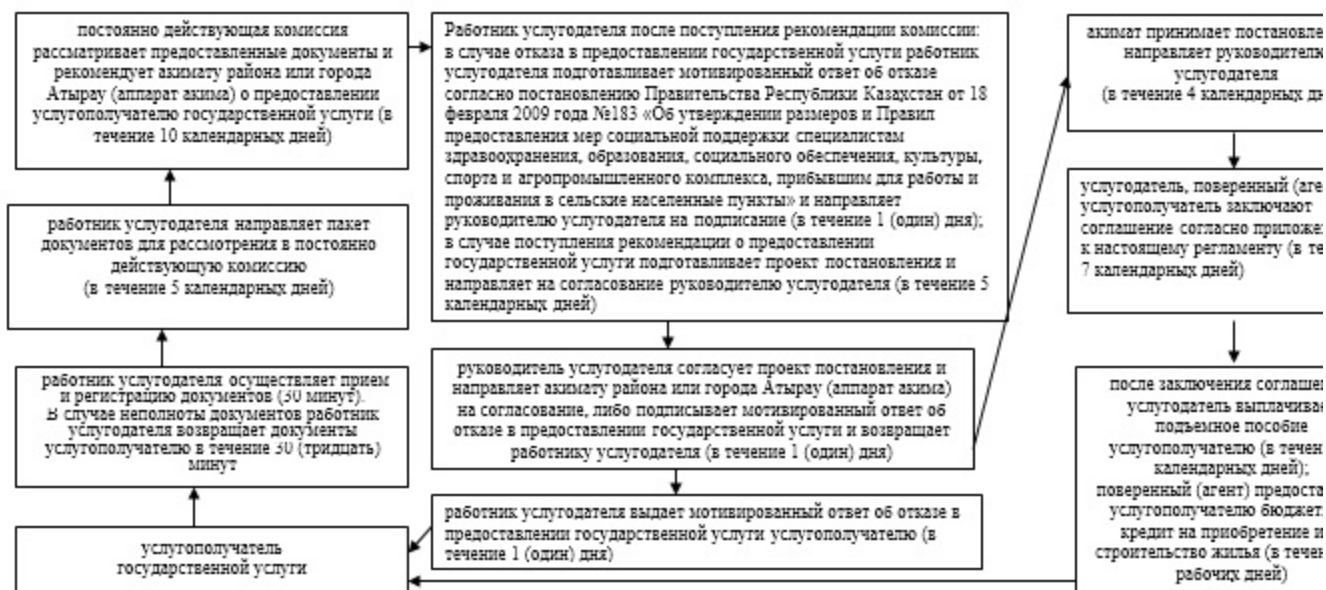 постоянно действующая комиссия
рассматривает предоставленные документы и
рекомендует акимату района или города
Атырау (аппарат акима) о предоставлении
услугополучателю государственной услуги (в
течение 10 календарных дней)
работник услугодателя направляет пакет
документов для рассмотрения в постоянно
действующую комиссию
(в течение 5 календарных дней)
работник услугодателя осуществляет прием
и регистрацию документов (30 минут).
В случае неполноты документов работник
услугодателя возвращает документы
услугополучателю в течение 30 (тридцать)
минут
услугополучатель
государственной услуги
Работник услугодателя после поступления рекомендации комиссии:
в случае отказа в предоставлении государственной услуги работник
услугодателя подготавливает мотивированный ответ об отказе
согласно постановлению Правительства Республики Казахстан от 18
февраля 2009 года №183 «Об утверждении размеров и Правил
предоставления мер социальной поддержки специалистам
здравоохранения, образования, социального обеспечения, культуры,
спорта и агропромышленного комплекса, прибывшим для работы и
проживания в сельские населенные пункты» и направляет
руководителю услугодателя на подписание (в течение 1 (один) дня);
в случае поступления рекомендации о предоставлении
государственной услуги подготавливает проект постановления и
направляет на согласование руководителю услугодателя (в течение 5
календарных дней)
руководитель услугодателя согласует проект постановления и
направляет акимату района или города Атырау (аппарат акима)
на согласование, либо подписывает мотивированный ответ об
отказе в предоставлении государственной услуги и возвращает
работнику услугодателя (в течение 1 (один) дня)
работник услугодателя выдает мотивированный ответ об отказе в
предоставлении государственной услуги услугополучателю (в
течение 1 (один) дня)
акимат принимает
направляет
услугодателя
(в течение 4 календарных
услугодатель, поверенный
услугополучатель заключают
соглашение согласно
к настоящему регламенту (в
7 календарных дней)
после заключения
услугодатель
подъемное пособие
услугополучателю (в
календарных дней);
поверенный (агент)
услугополучателю
кредит на приобретение
строительство жилья (в
рабочих дней)